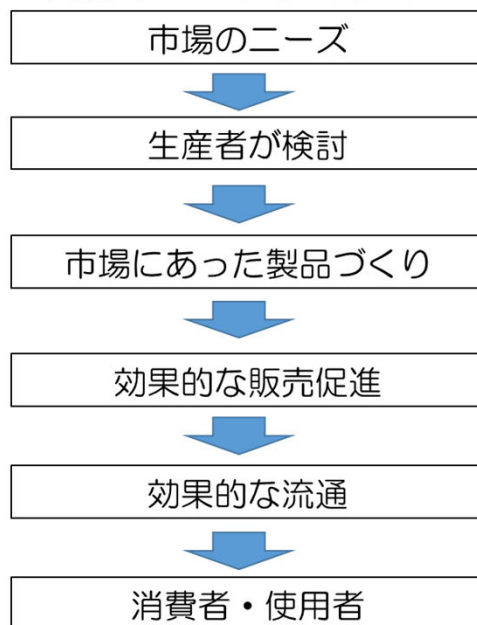 市場のニーズ
生産者が検討
市場にあった製品づくり
効果的な販売促進
効果的な流通
消費者・使用者